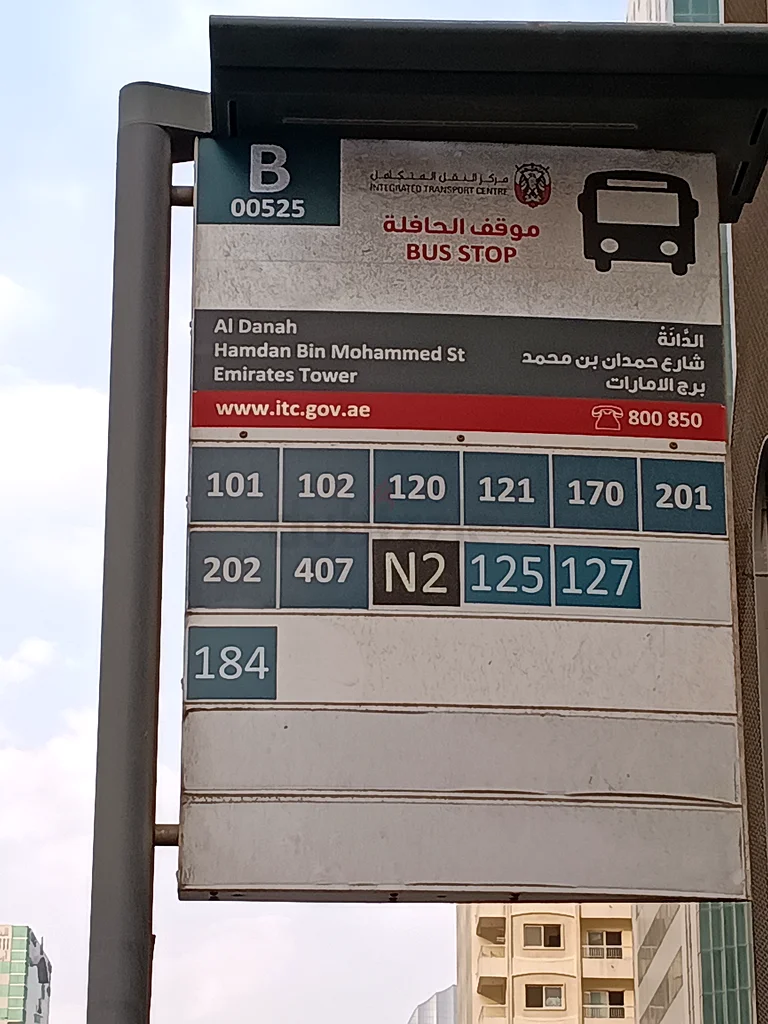 B
00525
مركز النقل المتكامل
INTEGRATED TRANSPORT CENTRE
موقف الحافلة
BUS STOP
Al Danah
Hamdan Bin Mohammed St
Emirates Tower
الدَّانَةْ
شارع حمدان بن محمد
برج الامارات
www.itc.gov.ae 800 850
101 102 120 121 170 201
202 407 N2 125 127
184